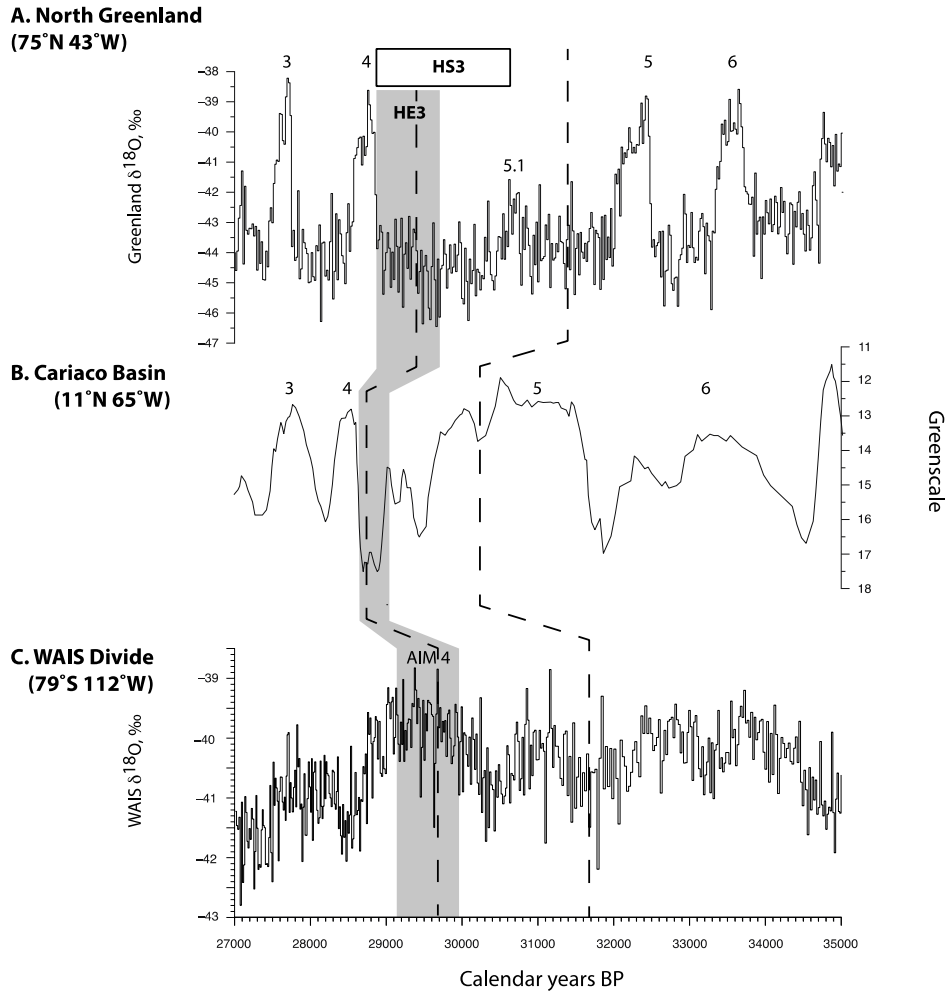 A. North Greenland
(75˚N 43˚W)
3
4
HS3
5
6
HE3
5.1
Greenland δ18O, ‰
−38
−39
−40
−41
−42
−43
−44
−45
−46
−47
B. Cariaco Basin
(11˚N 65˚W)
3
4
5
6
11
12
13
14
15
16
17
18
Greenscale
C. WAIS Divide
(79˚S 112˚W)
AIM 4
WAIS δ18O, ‰
−39
−40
−41
−42
−43
27000 28000 29000 30000 31000 32000 33000 34000 35000
Calendar years BP